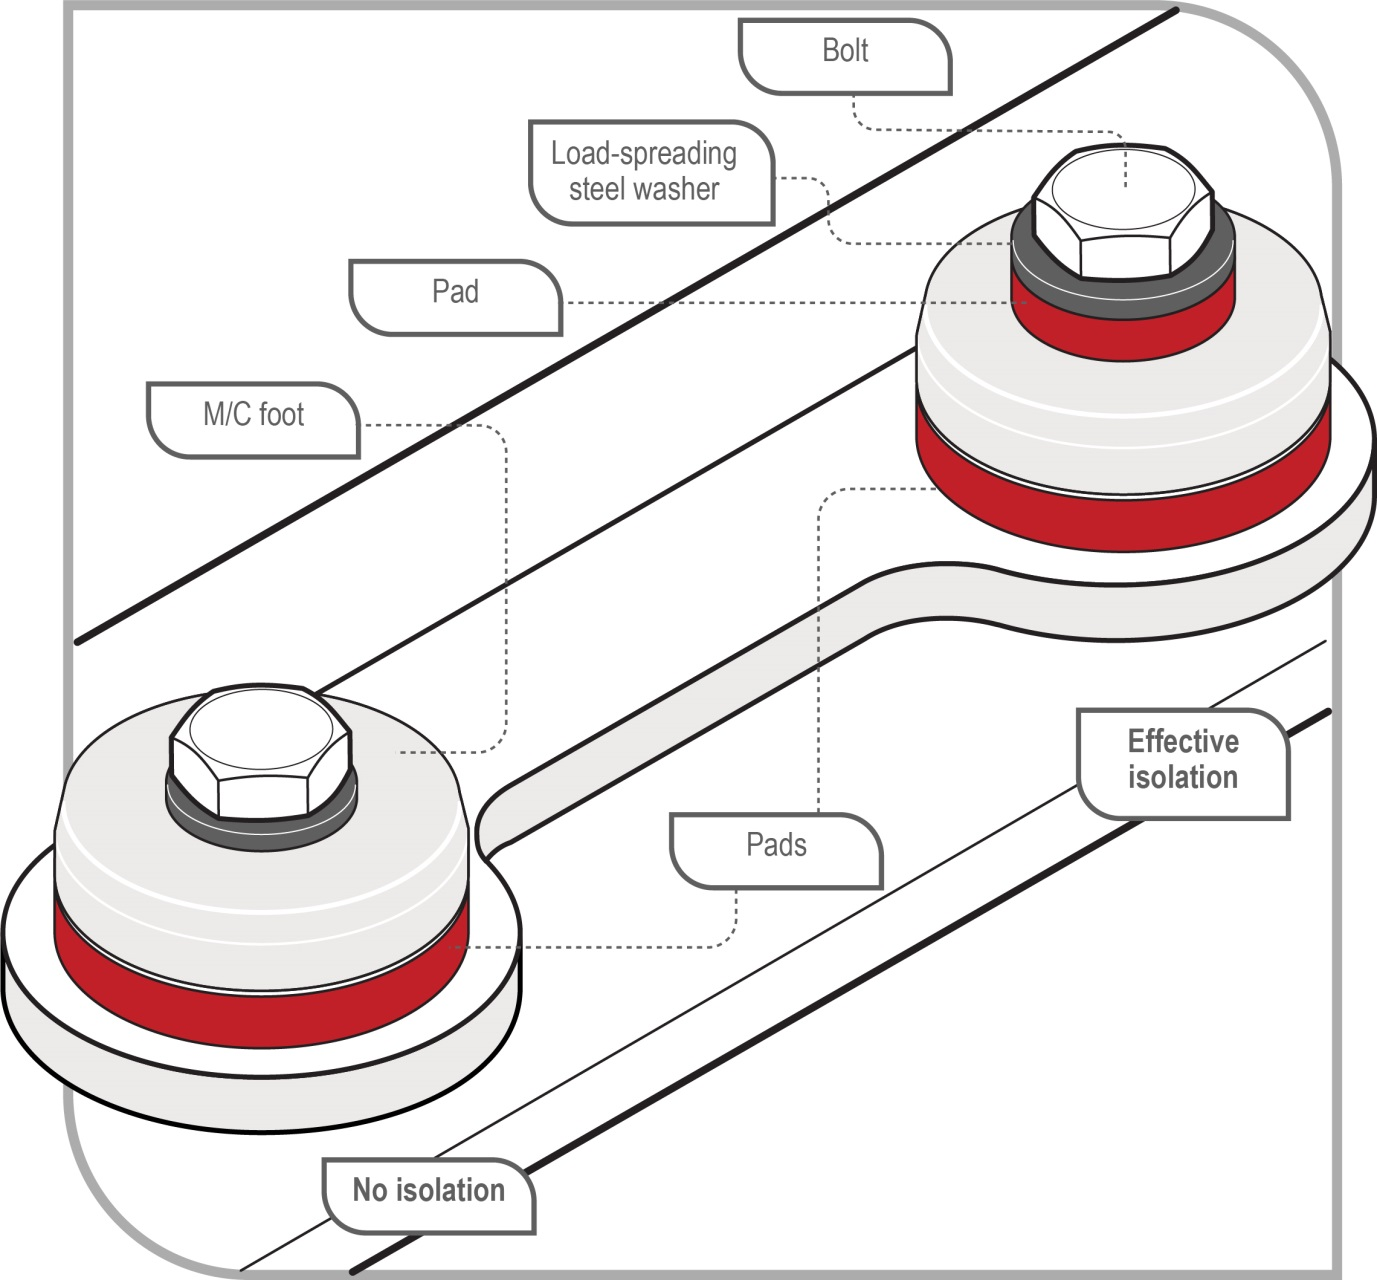 Bolt
Load-spreading
steel washer
Pad
M/C foot
Effective
isolation
Pads
No isolation